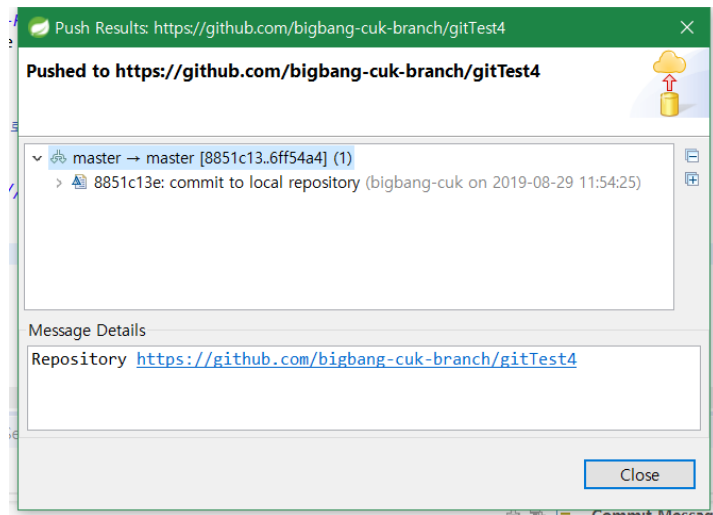 Push Results: https://github.com/bigbang-cuk-branch/gitTest4
Pushed to https://github.com/bigbang-cuk-branch/gitTest4
master → master [8851c13..6ff54a4] (1)
8851c13e: commit to local repository (bigbang-cuk on 2019-08-29 11:54:25)
Message Details
Repository https://github.com/bigbang-cuk-branch/gitTest4
Close